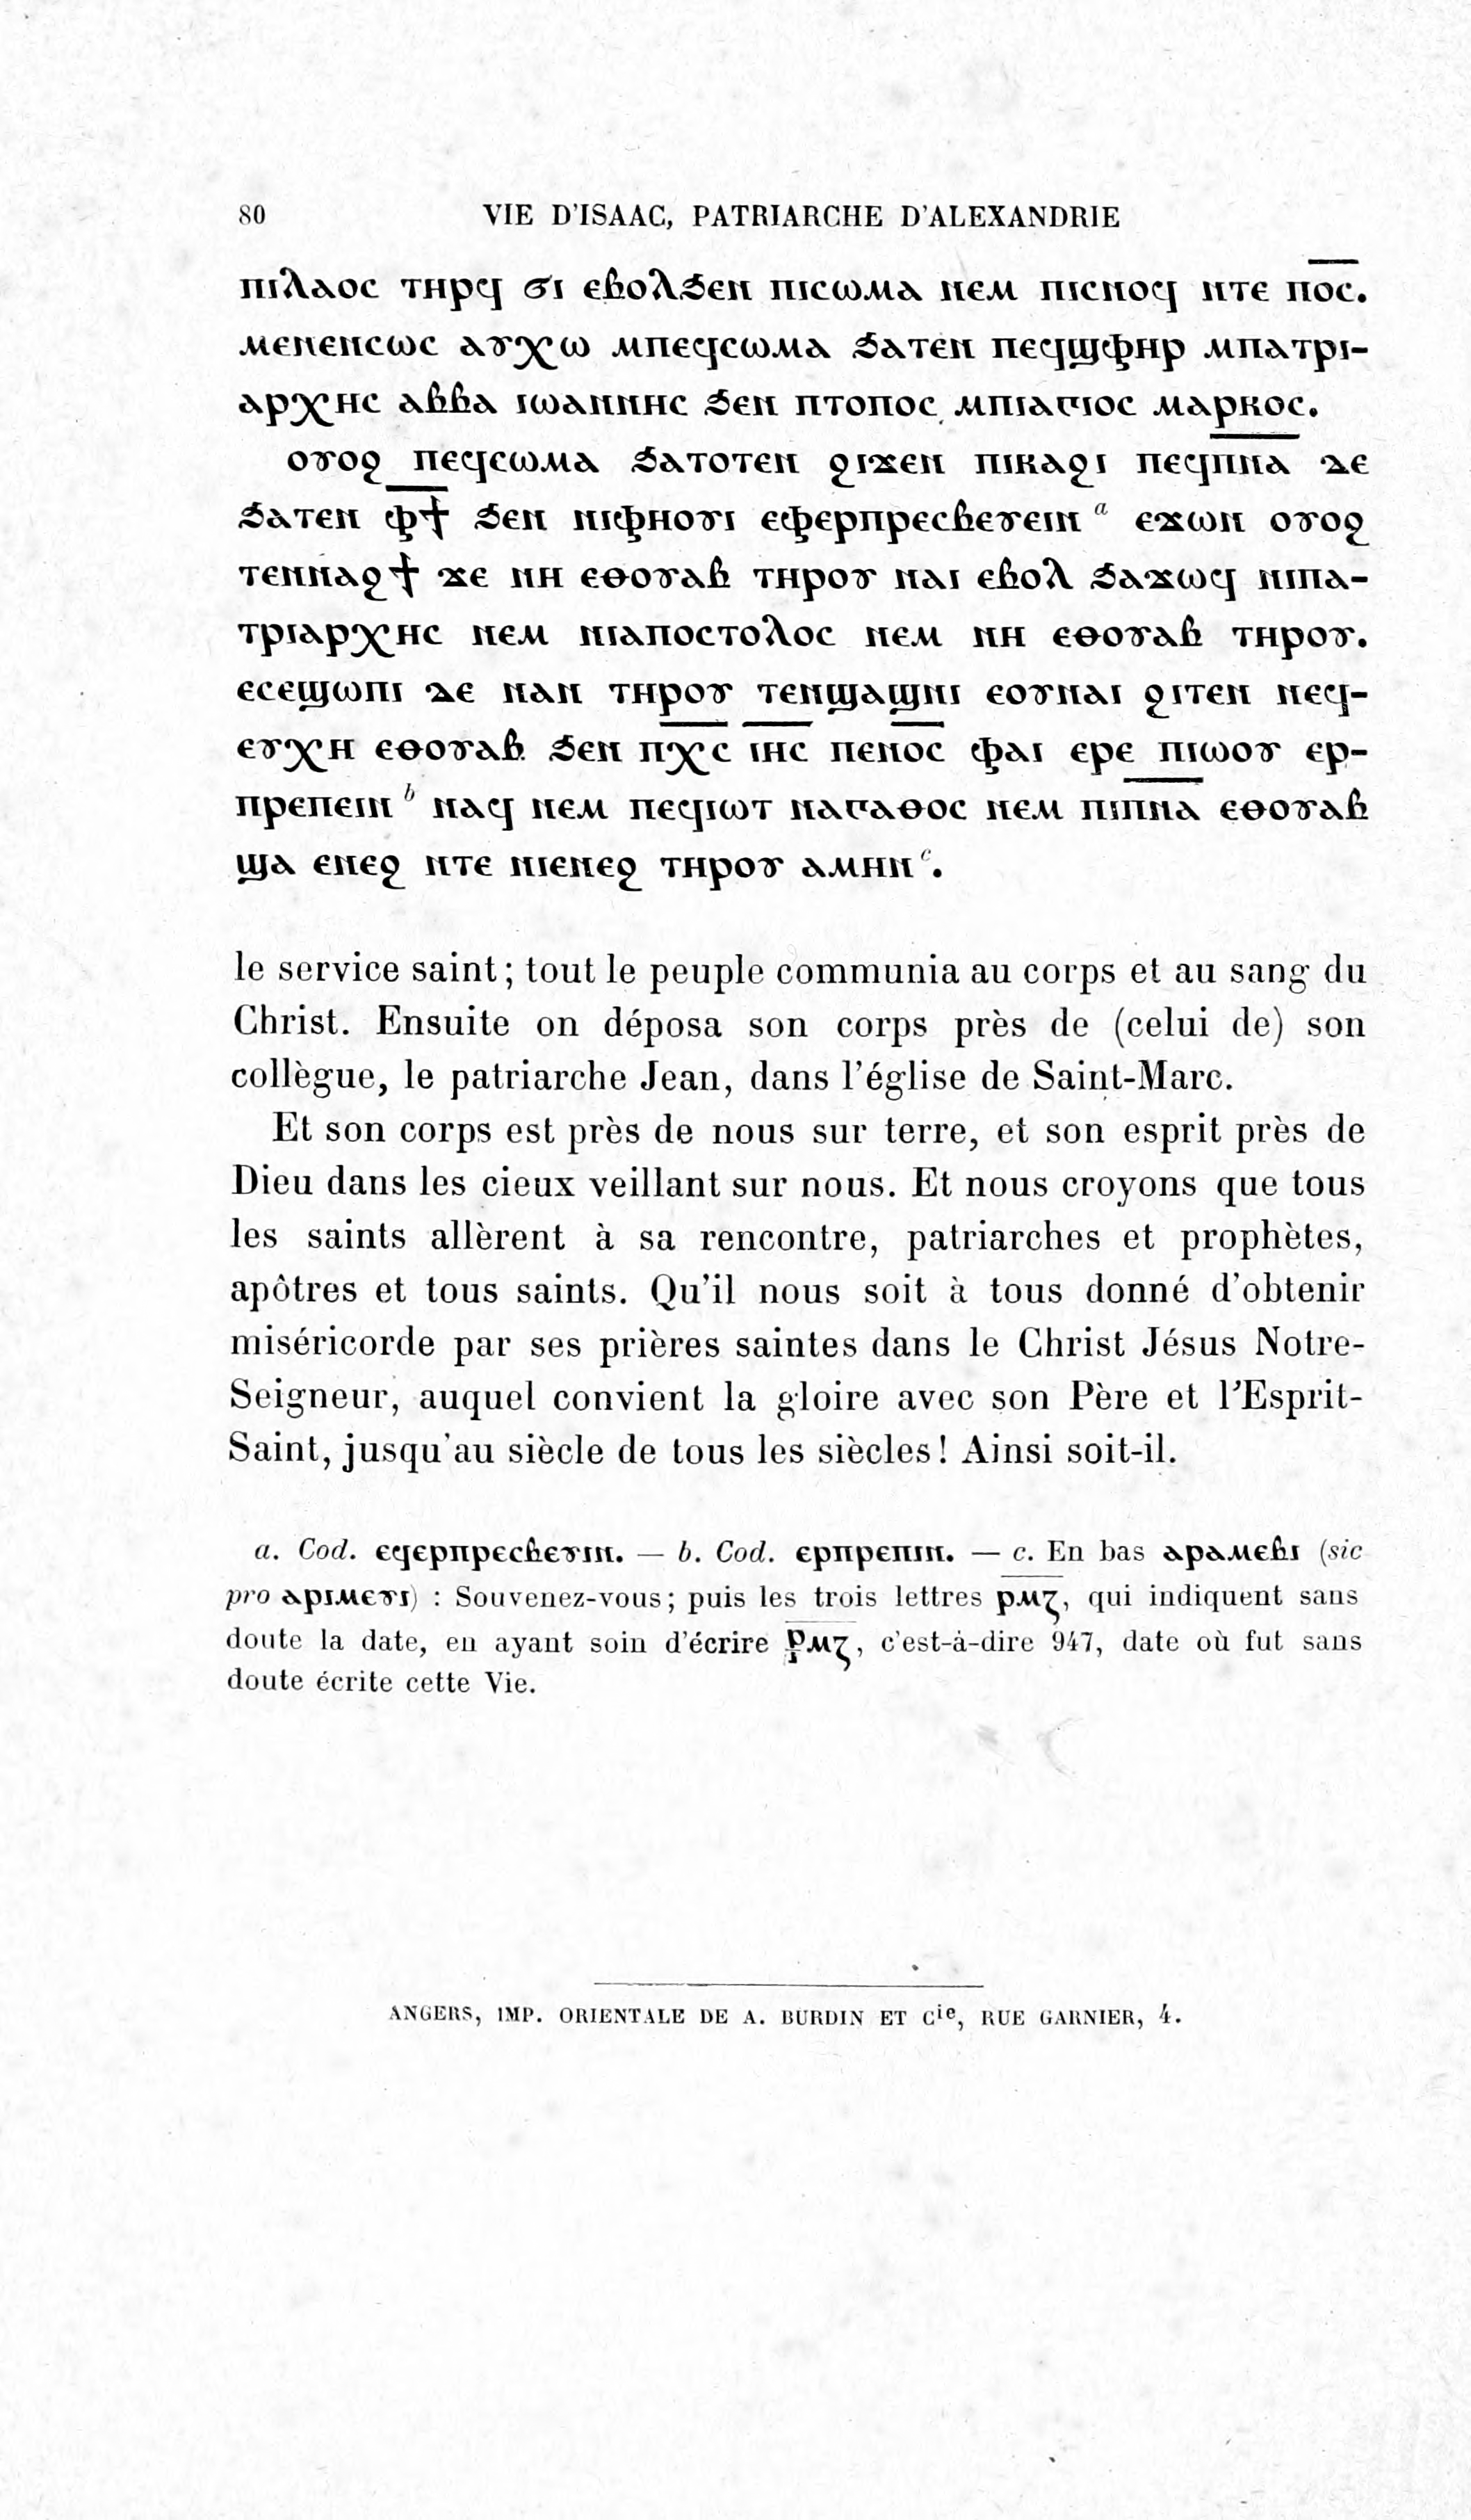 80 VIE D'ISAAC, PATRIARCHE D'ALEXANDRIE
ⲡⲓⲗⲁⲟⲥ ⲧⲏⲣϥ ϭⲓ ⲉⲃⲟⲗϧⲉⲛ ⲡⲓⲥⲱⲙⲁ ⲛⲉⲙ ⲡⲓⲥⲛⲟϥ ⲛⲧⲉ ⲡⲟ̅ⲥ̅.
ⲙⲉⲛⲉⲛⲥⲱⲥ ⲁⲩⲭⲱ ⲙⲡⲉϥⲥⲱⲙⲁ ϧⲁⲧⲉⲛ ⲡⲉϥϣⲫⲏⲣ ⲙⲡⲁⲧⲣⲓ-
ⲁⲣⲭⲏⲥ ⲁⲃⲃⲁ ⲓⲱⲁⲛⲛⲏⲥ ϧⲉⲛ ⲡⲧⲟⲡⲟⲥ ⲙⲡⲓⲁⲅⲓⲟⲥ ⲙⲁⲣⲕⲟⲥ.
ⲟⲩⲟϩ ⲡⲉϥⲥⲱⲙⲁ ϧⲁⲧⲟⲧⲉⲛ ϩⲓϫⲉⲛ ⲡⲓⲕⲁϩⲓ ⲡⲉϥⲡ̅ⲛ̅ⲁ̅ ⲇⲉ
ϧⲁⲧⲉⲛ ⲫ̅ϯ̅ ϧⲉⲛ ⲛⲓⲫⲏⲟⲩⲓ ⲉⲫⲉⲣⲡⲣⲉⲥⲃⲉⲩⲉⲓⲛ a ⲉϫⲱⲛ ⲟⲩⲟϩ
ⲧⲉⲛⲛⲁϩϯ ϫⲉ ⲛⲏ ⲉⲑⲟⲩⲁⲃ ⲧⲏⲣⲟⲩ ⲛⲁⲓ ⲉⲃⲟⲗ ϧⲁϫⲱϥ ⲛⲓⲡⲁ-
ⲧⲣⲓⲁⲣⲭⲏⲥ ⲛⲉⲙ ⲛⲓⲁⲡⲟⲥⲧⲟⲗⲟⲥ ⲛⲉⲙ ⲛⲏ ⲉⲑⲟⲩⲁⲃ ⲧⲏⲣⲟⲩ.
ⲉⲥⲉϣⲱⲡⲓ ⲇⲉ ⲛⲁⲛ ⲧⲏⲣⲟⲩ ⲧⲉⲛϣⲁϣⲛⲓ ⲉⲟⲩⲛⲁⲓ ϩⲓⲧⲉⲛ ⲛⲉϥ-
ⲉⲩⲭⲏ ⲉⲑⲟⲩⲁⲃ ϧⲉⲛ ⲡⲭ̅ⲥ̅ ⲓ̅ⲏ̅ⲥ̅ ⲡⲉⲛⲟ̅ⲥ̅ ⲫⲁⲓ ⲉⲣⲉ ⲡⲓⲱⲟⲩ ⲉⲣ-
ⲡⲣⲉⲡⲉⲓⲛ b ⲛⲁϥ ⲛⲉⲙ ⲡⲉϥⲓⲱⲧ ⲛⲁⲅⲁⲑⲟⲥ ⲛⲉⲙ ⲡⲓⲡ̅ⲛ̅ⲁ̅ ⲉⲑⲟⲩⲁⲃ
ϣⲁ ⲉⲛⲉϩ ⲛⲧⲉ ⲛⲓⲉⲛⲉϩ ⲧⲏⲣⲟⲩ ⲁⲙⲏⲛ c.
le service saint; tout le peuple communia au corps et au sang du
Christ. Ensuite on déposa son corps près de (celui de) son
collègue, le patriarche Jean, dans l'église de Saint-Marc.
Et son corps est près de nous sur terre, et son esprit près de
Dieu dans les cieux veillant sur nous. Et nous croyons que tous
les saints allèrent à sa rencontre, patriarches et prophètes,
apôtres et tous saints. Qu'il nous soit à tous donné d'obtenir
miséricorde par ses prières saintes dans le Christ Jésus Notre-
Seigneur, auquel convient la gloire avec son Père et l'Esprit-
Saint, jusqu'au siècle de tous les siècles! Ainsi soit-il.
a. Cod. ⲉϥⲉⲣⲡⲣⲉⲥⲃⲉⲩⲓⲛ. — b. Cod. ⲉⲣⲡⲣⲉⲡⲓⲛ. — c. En bas ⲁⲣⲁⲙⲉⲃⲓ (sic
pro ⲁⲣⲓⲙⲉⲩⲓ) : Souvenez-vous; puis les trois lettres ⲣ̅ⲙ̅ⲍ̅, qui indiquent sans
doute la date, en ayant soin d'écrire ⲣ̅ⲙ̅ⲍ̅, c'est-à-dire 947, date où fut sans
doute écrite cette Vie.
ANGERS, IMP. ORIENTALE DE A. BURDIN ET Cie, RUE GARNIER, 4.